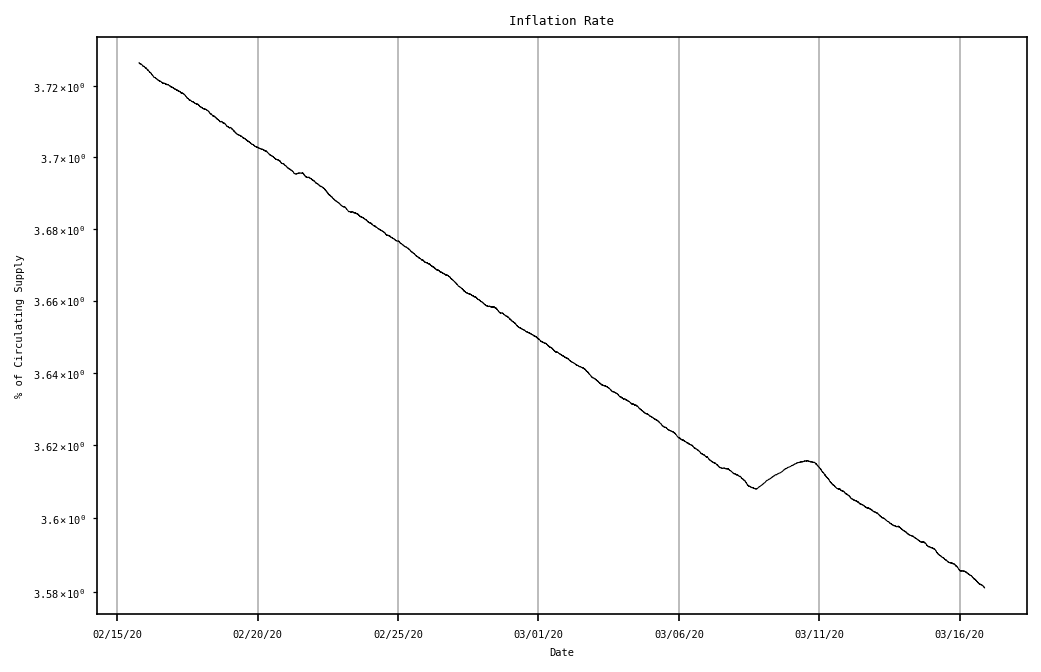 Inflation Rate
3.72×10⁰
3.7×10⁰
3.68×10⁰
3.66×10⁰
3.64×10⁰
3.62×10⁰
3.6×10⁰
3.58×10⁰
% of Circulating Supply
02/15/20 02/20/20 02/25/20 03/01/20 03/06/20 03/11/20 03/16/20
Date